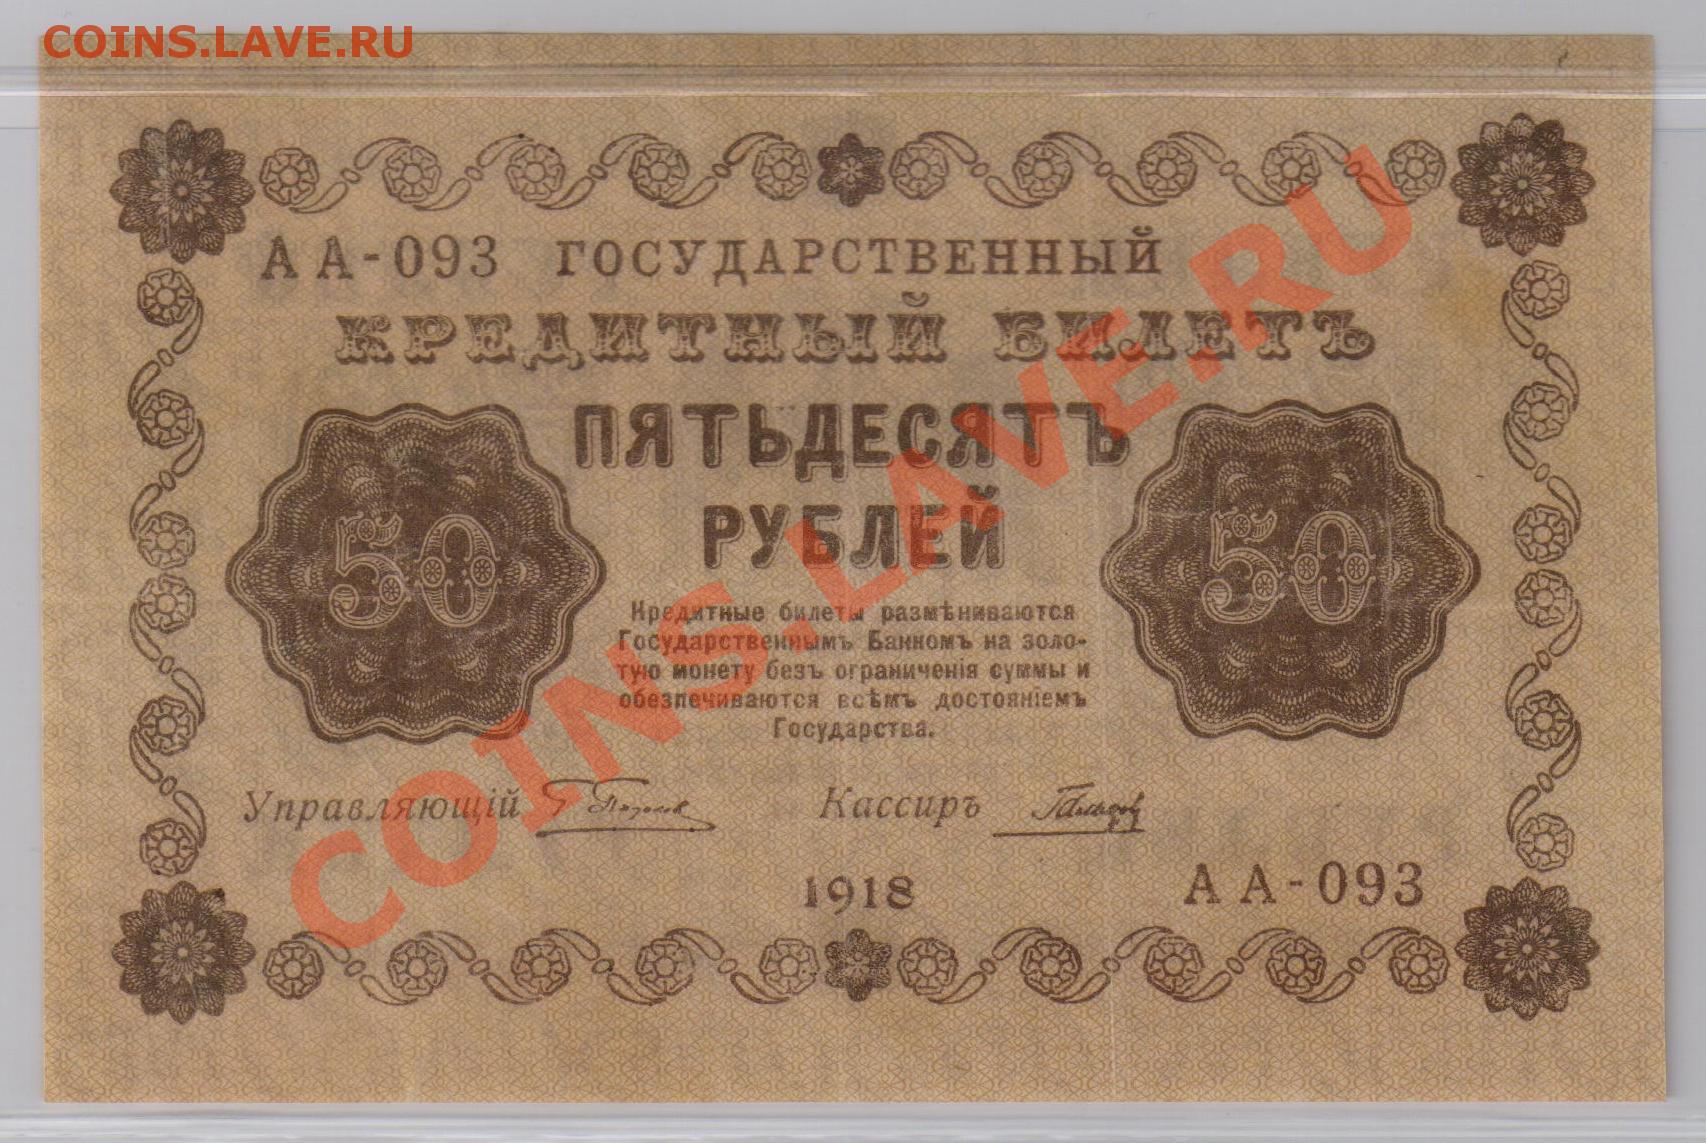 COINS.LAVE.RU
АА-093 ГОСУДАРСТВЕННЫЙ
КРЕДИТНЫЙ БИЛЕТЪ
ПЯТЬДЕСЯТЪ
РУБЛЕЙ
50
50
Кредитные билеты размѣниваются
Государственнымъ Банкомъ на золо-
тую монету безъ ограниченія суммы и
обезпечиваются всѣмъ достояніемъ
Государства.
Управляющій
Кассиръ
1918
АА-093
COINS.LAVE.RU